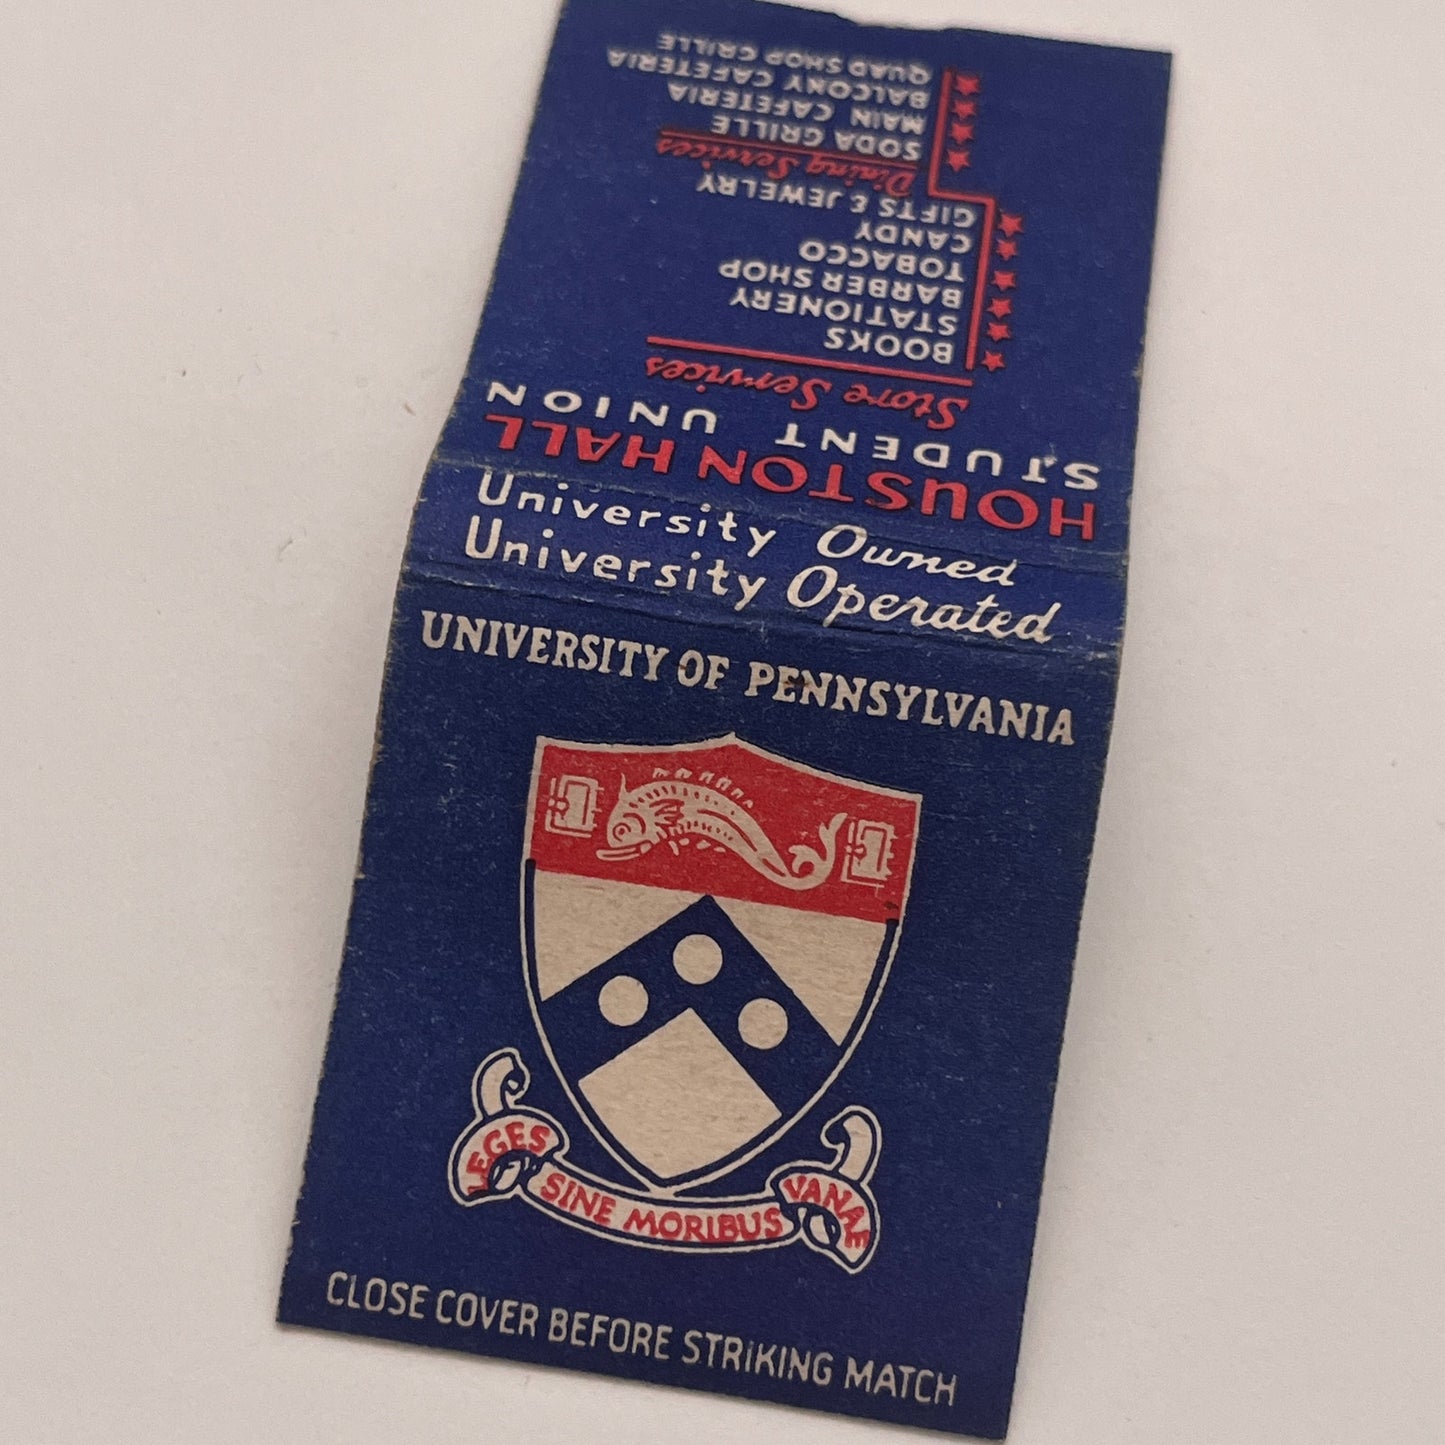 HOUSTON HALL
STUDENT UNION
Store Services
BOOKS
STATIONERY
BARBER SHOP
TOBACCO
CANDY
GIFTS & JEWELRY
Dining Services
SODA GRILLE
MAIN CAFETERIA
BALCONY CAFETERIA
QUAD SHOP GRILLE
University Owned
University Operated
UNIVERSITY OF PENNSYLVANIA
LEGES SINE MORIBUS VANAE
CLOSE COVER BEFORE STRIKING MATCH